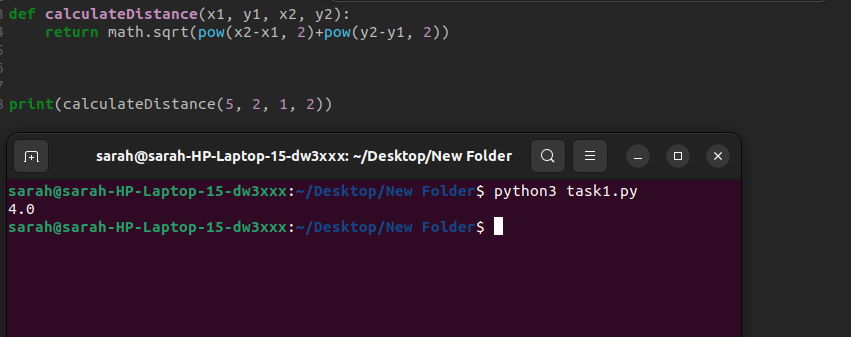 3 def calculateDistance(x1, y1, x2, y2):
4     return math.sqrt(pow(x2-x1, 2)+pow(y2-y1, 2))
5
6
7
8 print(calculateDistance(5, 2, 1, 2))
sarah@sarah-HP-Laptop-15-dw3xxx: ~/Desktop/New Folder
sarah@sarah-HP-Laptop-15-dw3xxx:~/Desktop/New Folder$ python3 task1.py
4.0
sarah@sarah-HP-Laptop-15-dw3xxx:~/Desktop/New Folder$